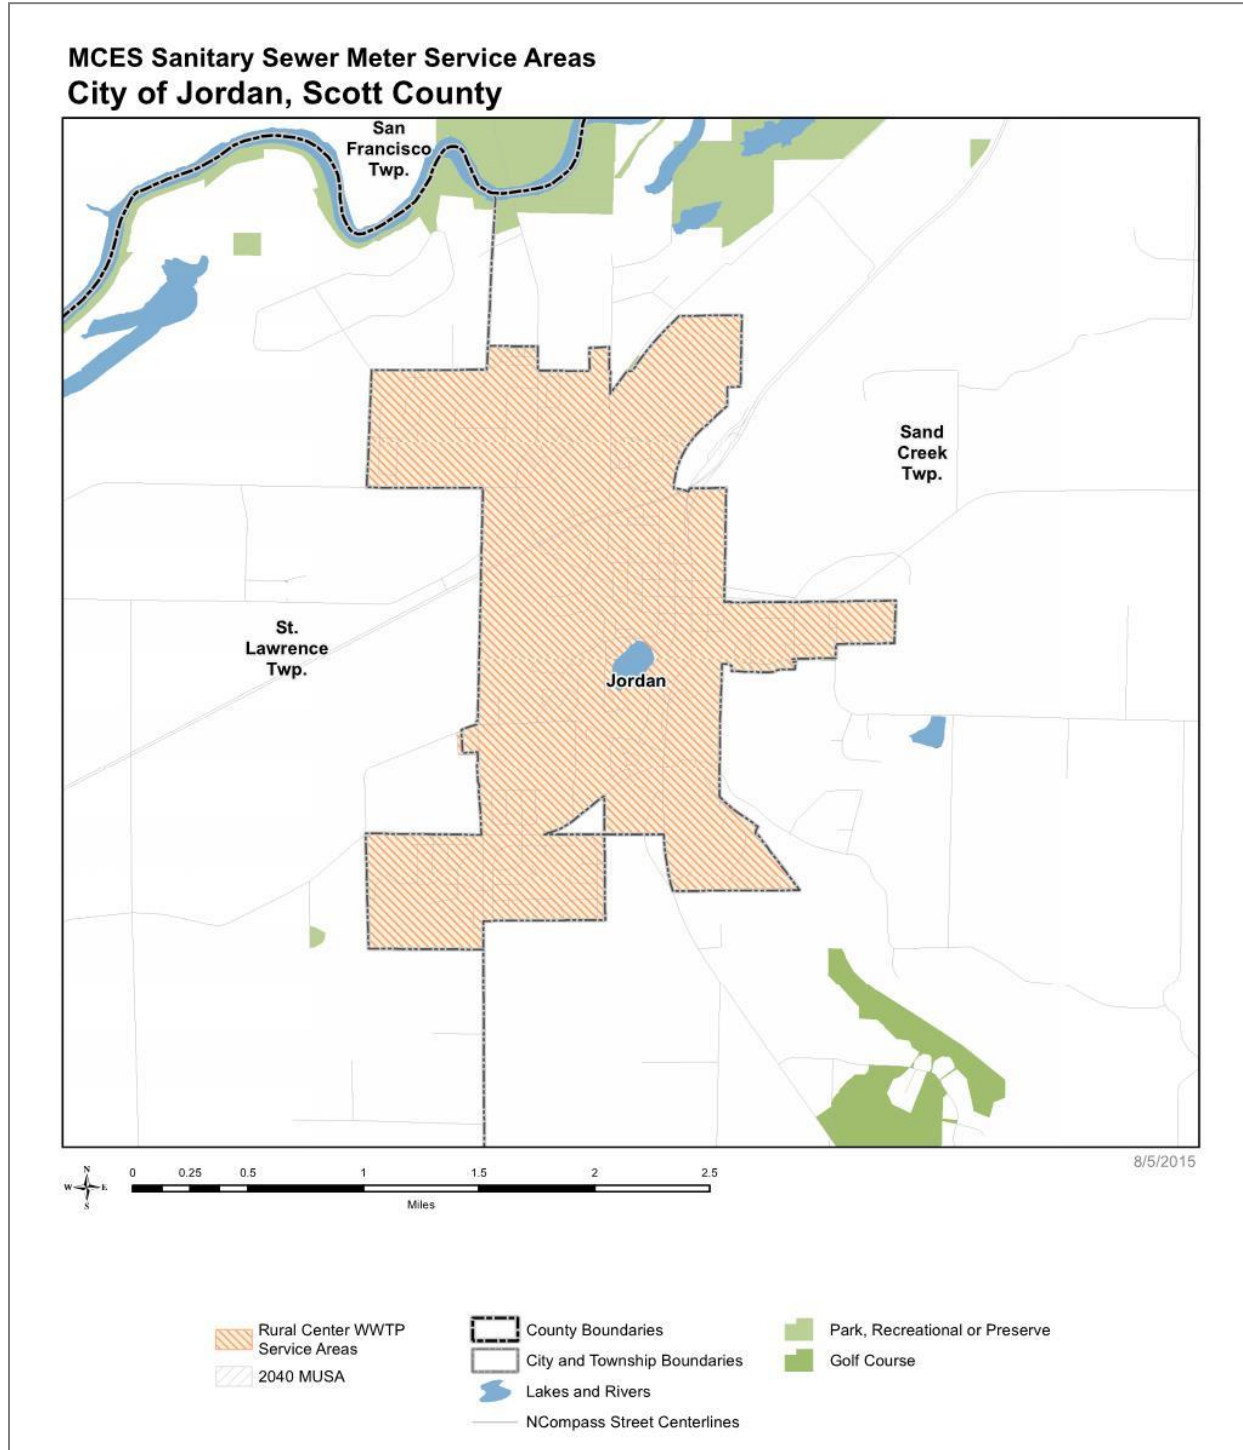 MCES Sanitary Sewer Meter Service Areas
City of Jordan, Scott County
San
Francisco
Twp.
Sand
Creek
Twp.
St.
Lawrence
Twp.
Jordan
8/5/2015
N
W E
S
0 0.25 0.5 1 1.5 2 2.5
Miles
Rural Center WWTP
Service Areas
2040 MUSA
County Boundaries
City and Township Boundaries
Lakes and Rivers
NCompass Street Centerlines
Park, Recreational or Preserve
Golf Course